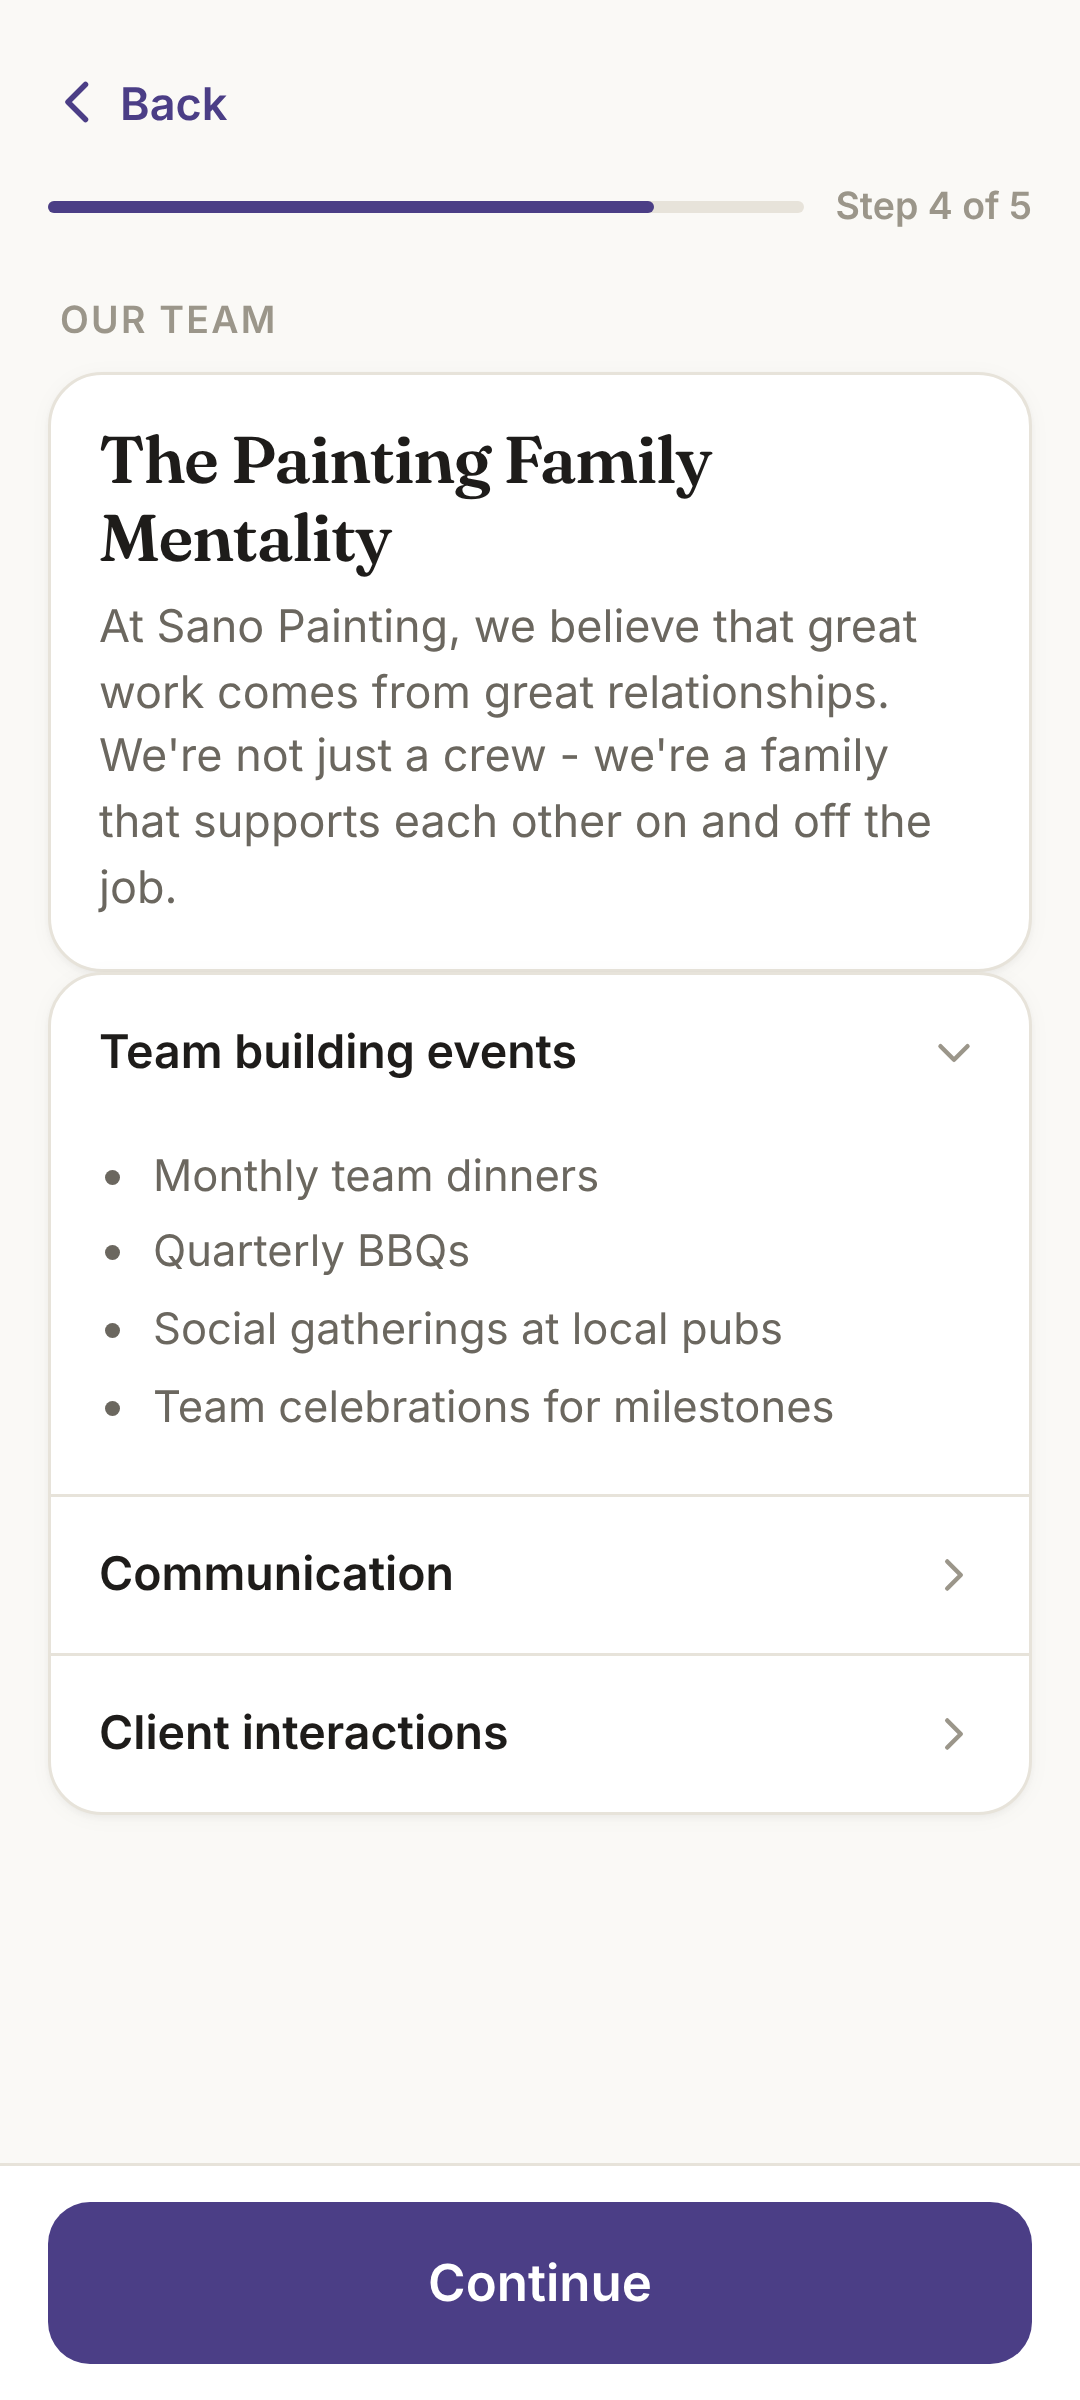 Back
Step 4 of 5
OUR TEAM
The Painting Family
Mentality
At Sano Painting, we believe that great
work comes from great relationships.
We're not just a crew - we're a family
that supports each other on and off the
job.
Team building events
• Monthly team dinners
• Quarterly BBQs
• Social gatherings at local pubs
• Team celebrations for milestones
Communication
Client interactions
Continue